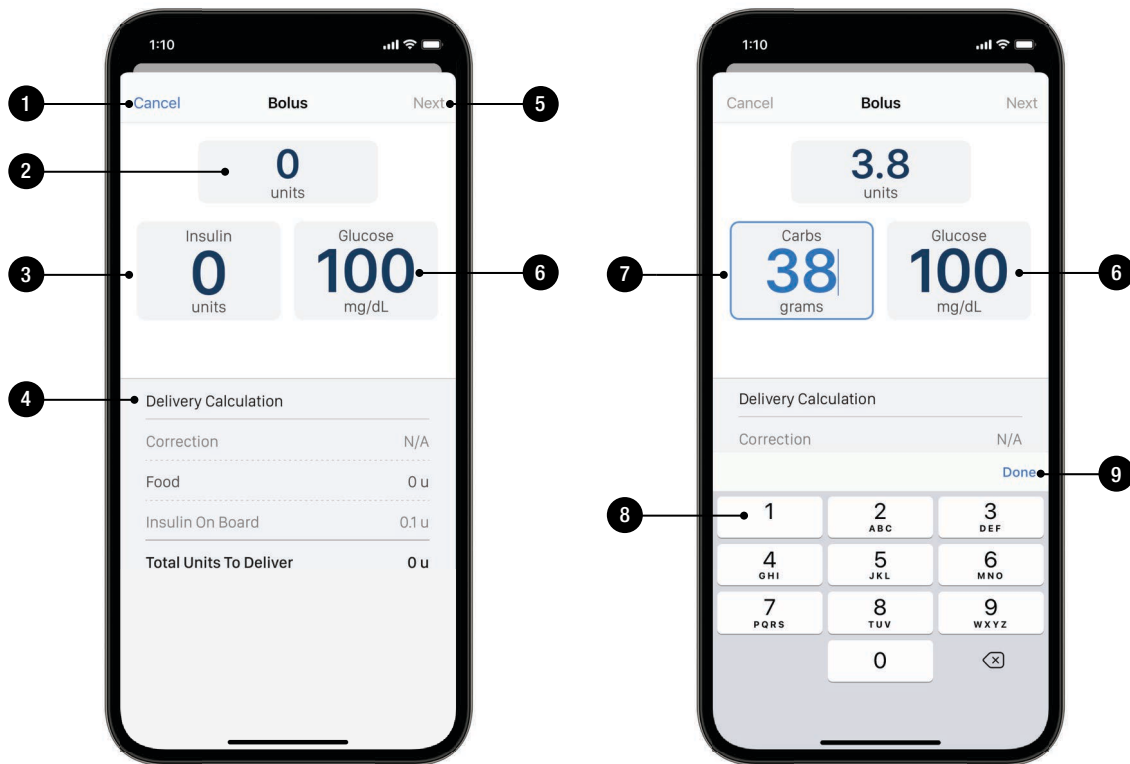 1:10
1
Cancel
Bolus
Next
5
2
0
units
3
Insulin
0
units
Glucose
100
mg/dL
6
4
Delivery Calculation
Correction N/A
Food 0 u
Insulin On Board 0.1 u
Total Units To Deliver 0 u
1:10
Cancel
Bolus
Next
3.8
units
7
Carbs
38
grams
Glucose
100
mg/dL
6
Delivery Calculation
Correction N/A
Done
9
8
1 2 3
ABC DEF
4 5 6
GHI JKL MNO
7 8 9
PQRS TUV WXYZ
0